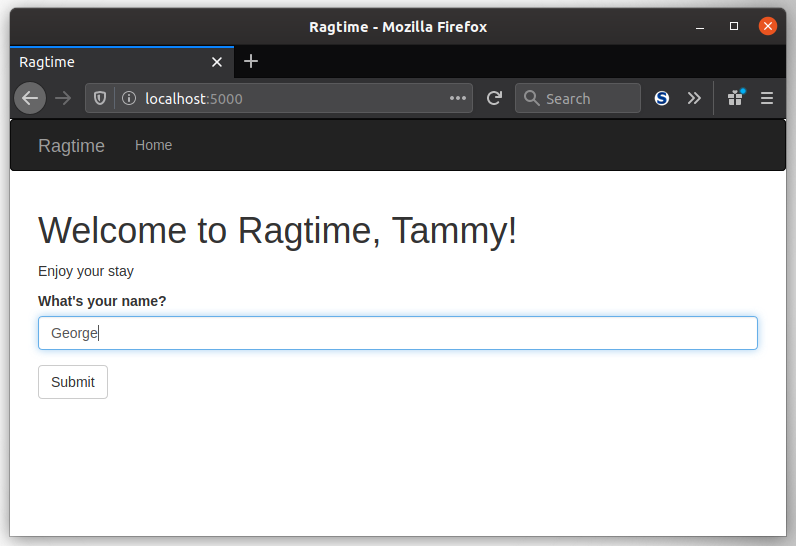 Ragtime - Mozilla Firefox
Ragtime
localhost:5000
Search
Ragtime Home
Welcome to Ragtime, Tammy!
Enjoy your stay
What's your name?
George
Submit